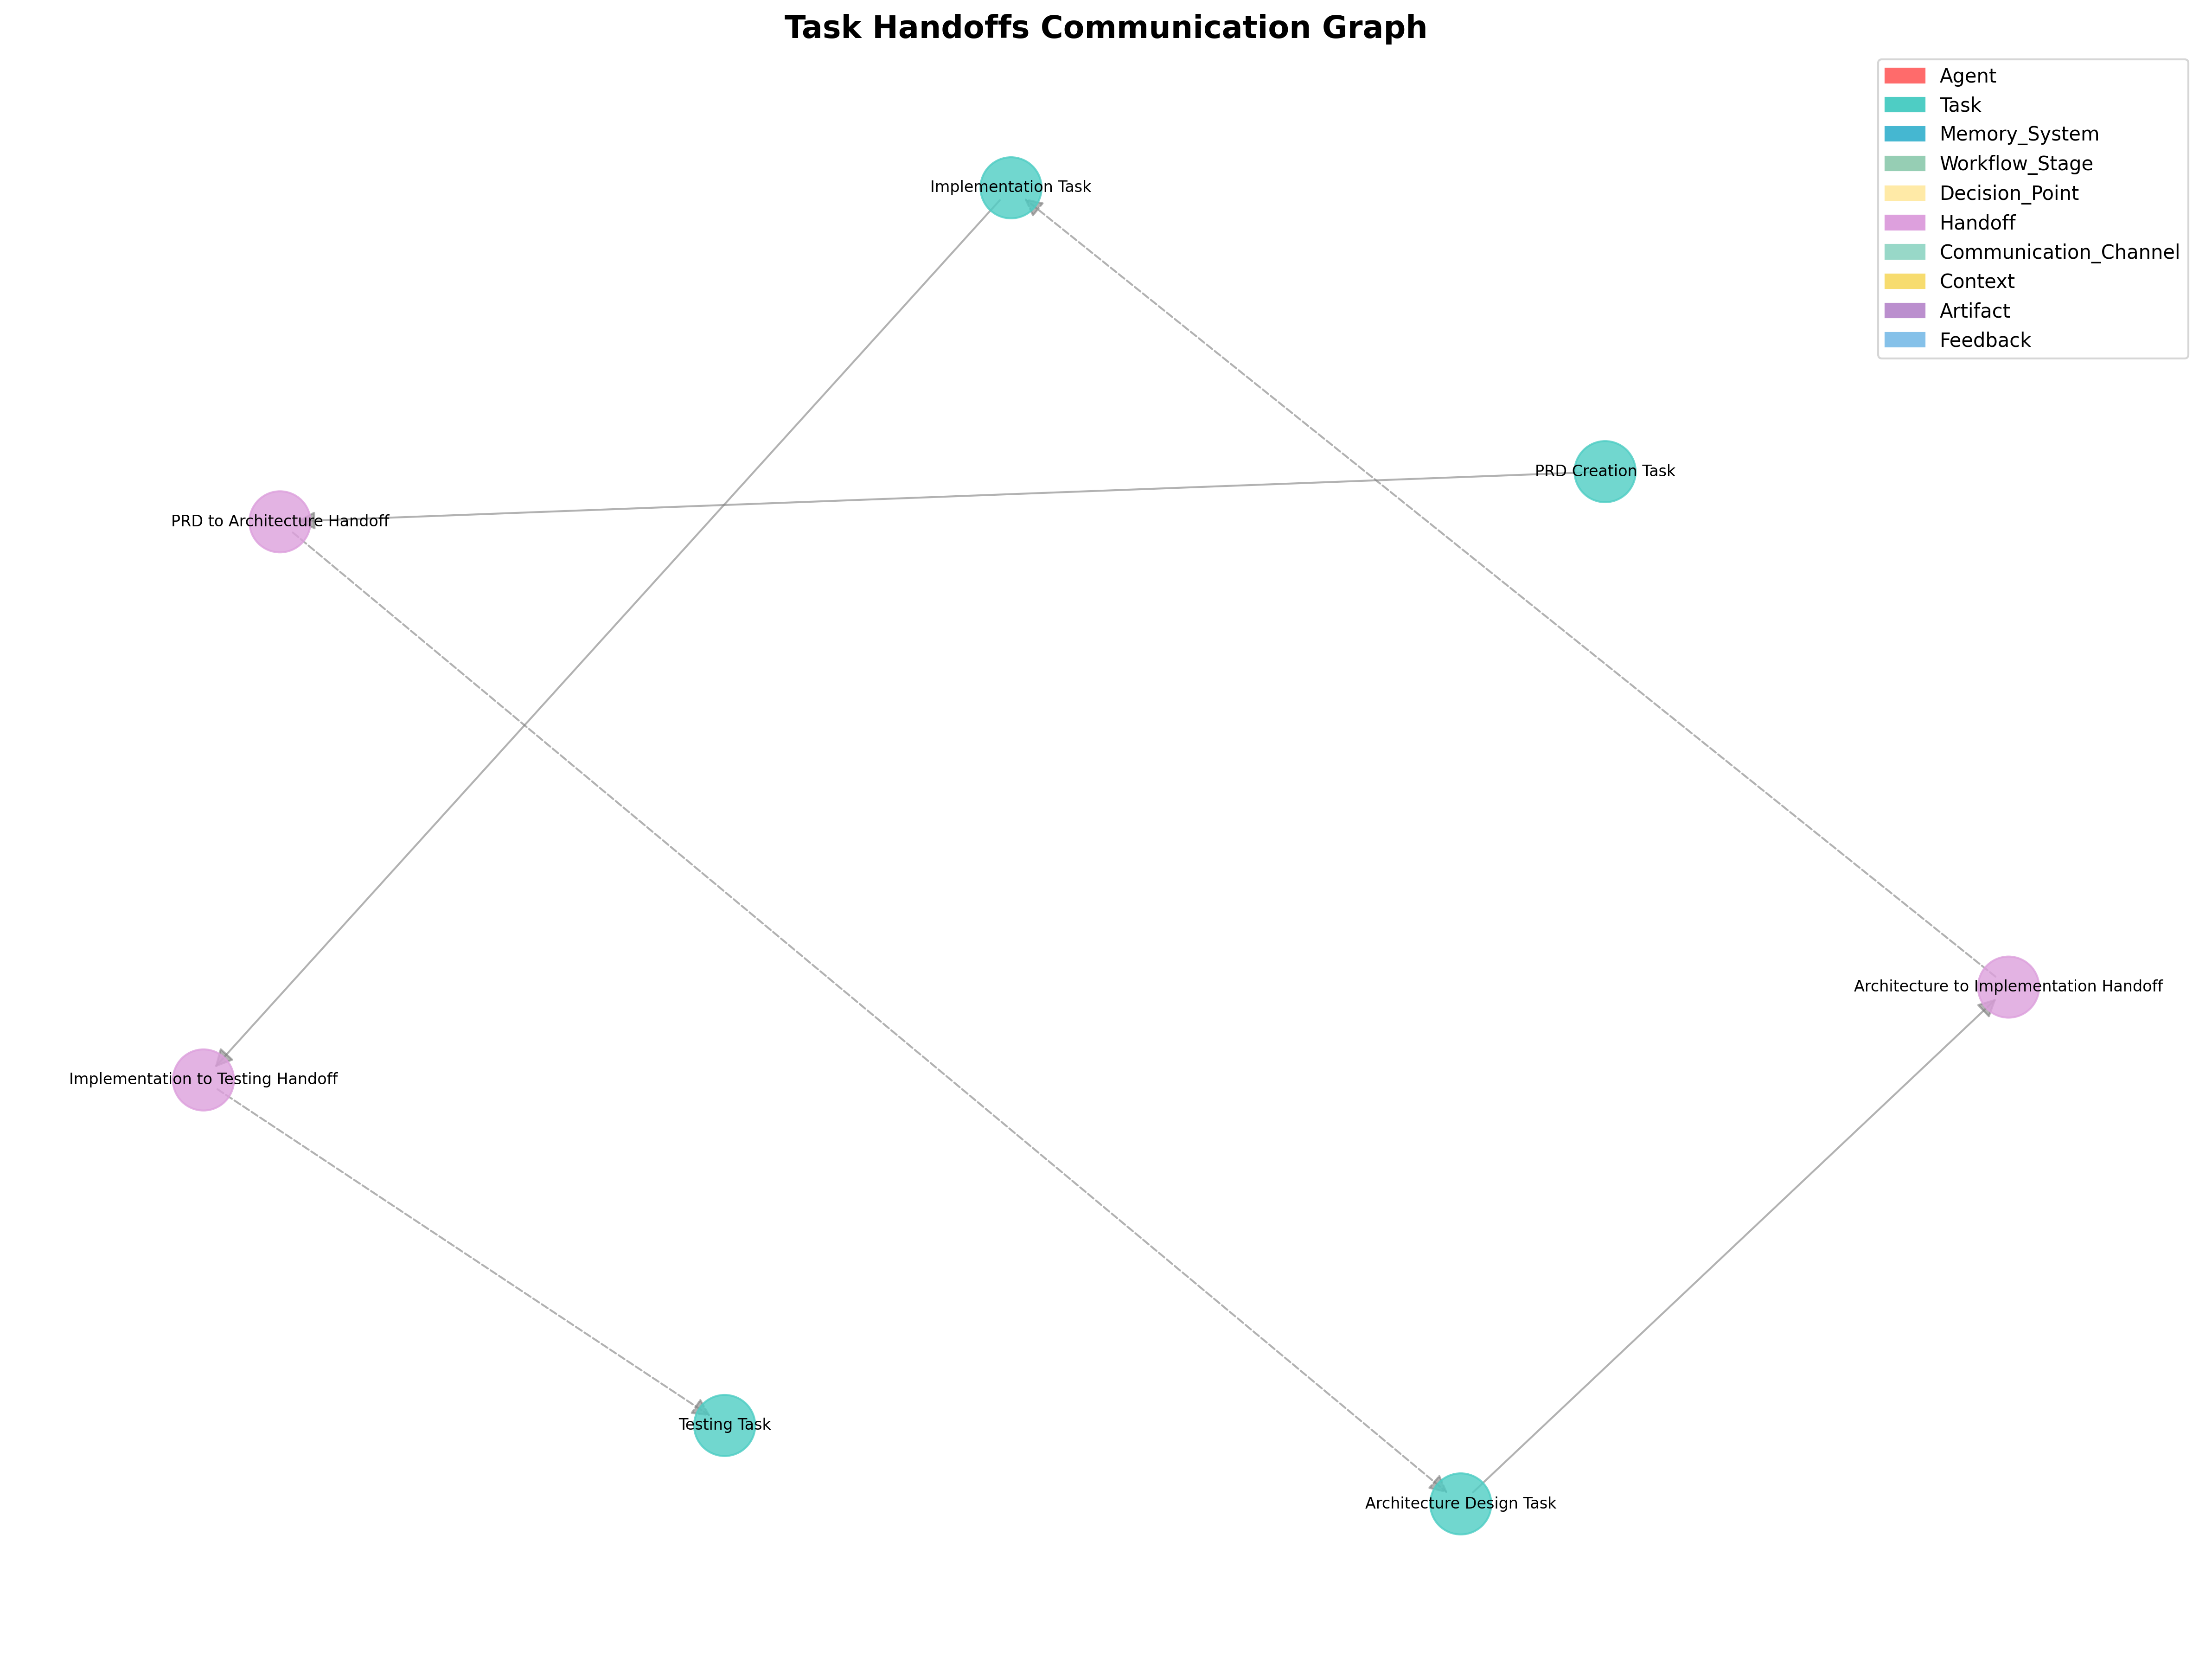 Task Handoffs Communication Graph
Agent
Task
Memory_System
Workflow_Stage
Decision_Point
Handoff
Communication_Channel
Context
Artifact
Feedback
Implementation Task
PRD Creation Task
PRD to Architecture Handoff
Architecture to Implementation Handoff
Implementation to Testing Handoff
Testing Task
Architecture Design Task